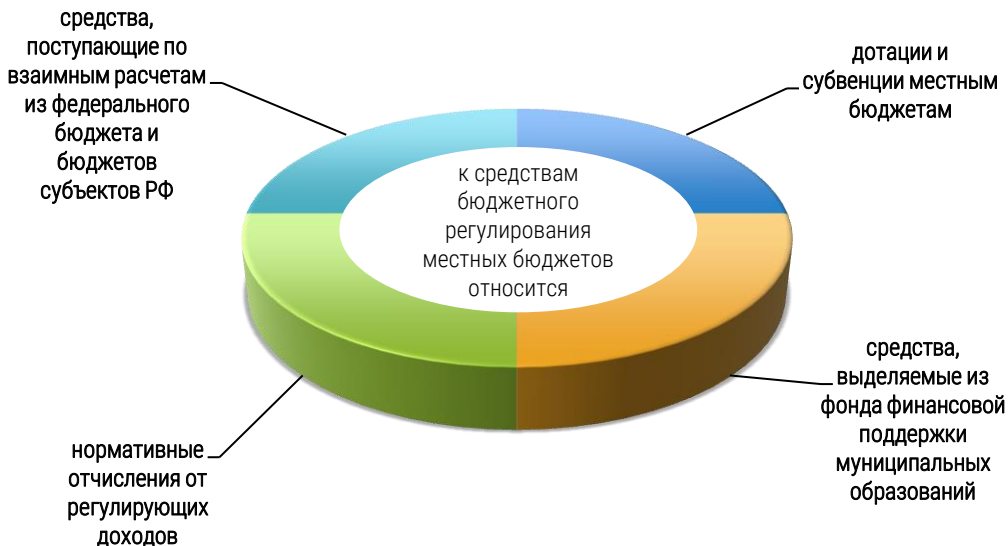 средства,
поступающие по
взаимным расчетам
из федерального
бюджета и
бюджетов
субъектов РФ
дотации и
субвенции местным
бюджетам
к средствам
бюджетного
регулирования
местных бюджетов
относится
средства,
выделяемые из
фонда финансовой
поддержки
муниципальных
образований
нормативные
отчисления от
регулирующих
доходов